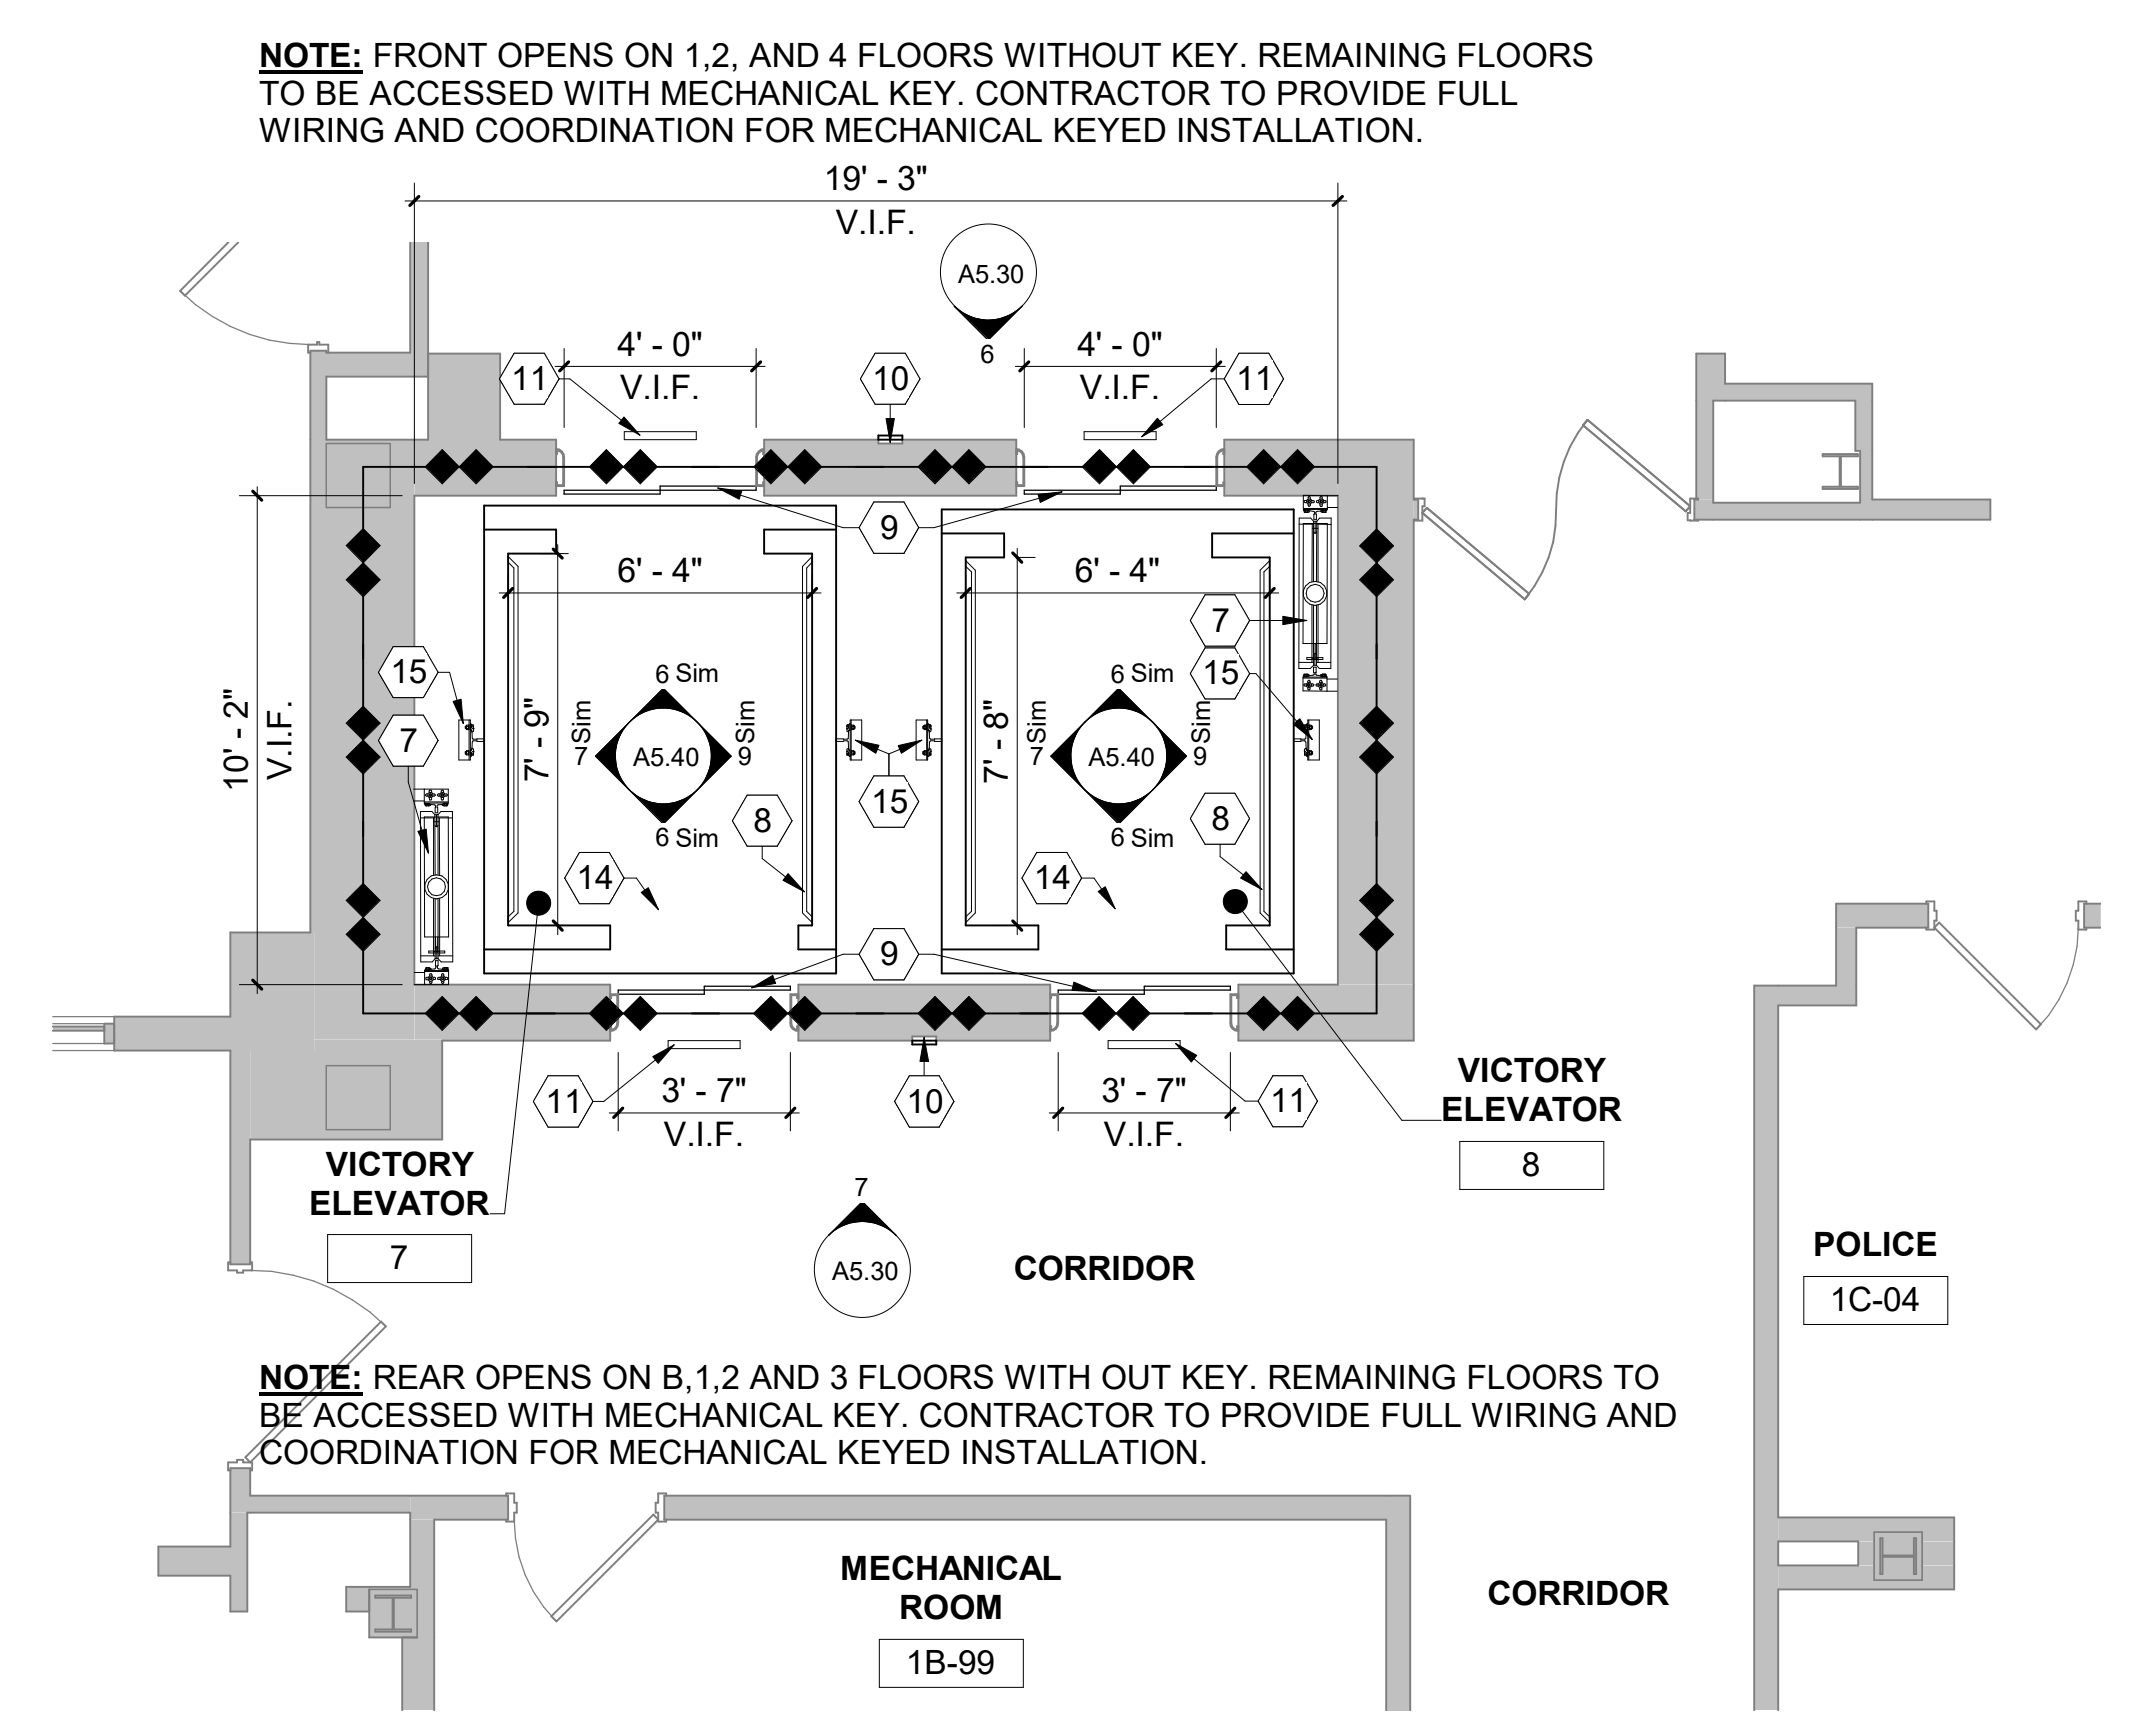 NOTE: FRONT OPENS ON 1,2, AND 4 FLOORS WITHOUT KEY. REMAINING FLOORS
TO BE ACCESSED WITH MECHANICAL KEY. CONTRACTOR TO PROVIDE FULL
WIRING AND COORDINATION FOR MECHANICAL KEYED INSTALLATION.
19' - 3"
V.I.F.
A5.30
6
4' - 0"
V.I.F.
4' - 0"
V.I.F.
11
10
11
9
6' - 4"
6' - 4"
7
15
15
7
10' - 2"
V.I.F.
7' - 9"
6 Sim
7 Sim
A5.40
9 Sim
6 Sim
7' - 8"
6 Sim
7 Sim
A5.40
9 Sim
6 Sim
15
8
8
14
14
9
11
3' - 7"
V.I.F.
10
3' - 7"
V.I.F.
11
VICTORY
ELEVATOR
8
VICTORY
ELEVATOR
7
7
A5.30
CORRIDOR
POLICE
1C-04
NOTE: REAR OPENS ON B,1,2 AND 3 FLOORS WITH OUT KEY. REMAINING FLOORS TO
BE ACCESSED WITH MECHANICAL KEY. CONTRACTOR TO PROVIDE FULL WIRING AND
COORDINATION FOR MECHANICAL KEYED INSTALLATION.
MECHANICAL
ROOM
1B-99
CORRIDOR